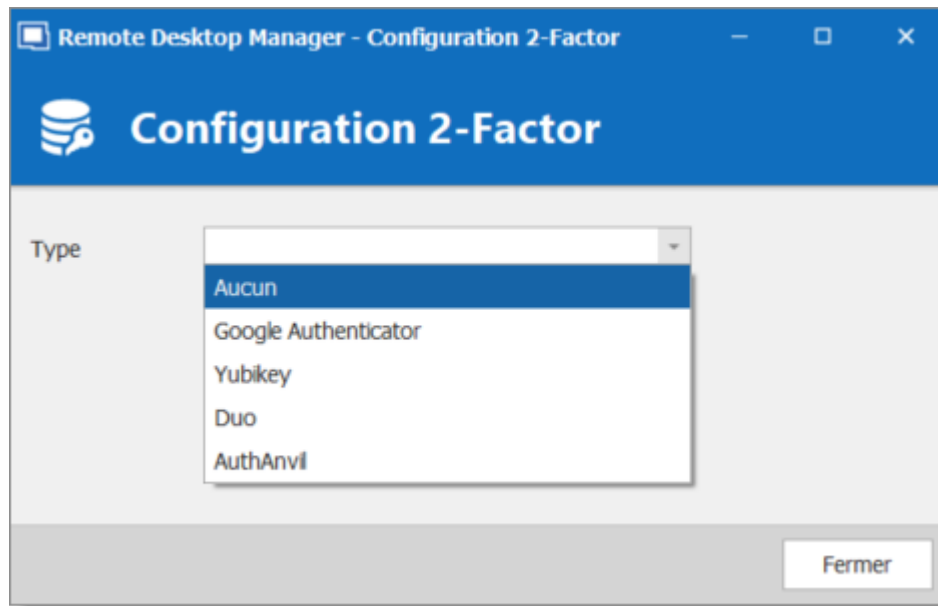 Remote Desktop Manager - Configuration 2-Factor
Configuration 2-Factor
Type
Aucun
Google Authenticator
Yubikey
Duo
AuthAnvil
Fermer